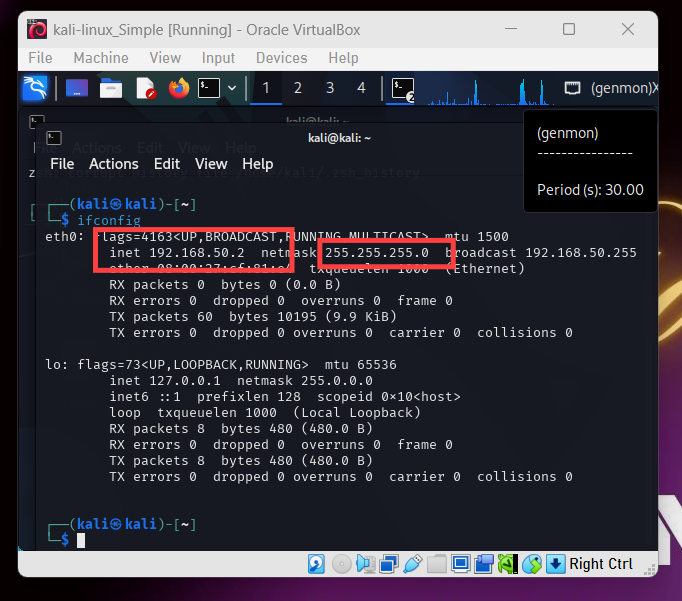 kali-linux_Simple [Running] - Oracle VirtualBox
File Machine View Input Devices Help
1 2 3 4 2 (genmon)X
kali@kali: ~
(genmon)
----------------
Period (s): 30.00
kali@kali: ~
File Actions Edit View Help
┌──(kali㉿kali)-[~]
└─$ ifconfig
eth0: flags=4163<UP,BROADCAST,RUNNING,MULTICAST> mtu 1500
inet 192.168.50.2 netmask 255.255.255.0 broadcast 192.168.50.255
ether txqueuelen 1000 (Ethernet)
RX packets 0 bytes 0 (0.0 B)
RX errors 0 dropped 0 overruns 0 frame 0
TX packets 60 bytes 10195 (9.9 KiB)
TX errors 0 dropped 0 overruns 0 carrier 0 collisions 0
lo: flags=73<UP,LOOPBACK,RUNNING> mtu 65536
inet 127.0.0.1 netmask 255.0.0.0
inet6 ::1 prefixlen 128 scopeid 0×10<host>
loop txqueuelen 1000 (Local Loopback)
RX packets 8 bytes 480 (480.0 B)
RX errors 0 dropped 0 overruns 0 frame 0
TX packets 8 bytes 480 (480.0 B)
TX errors 0 dropped 0 overruns 0 carrier 0 collisions 0
┌──(kali㉿kali)-[~]
└─$
Right Ctrl